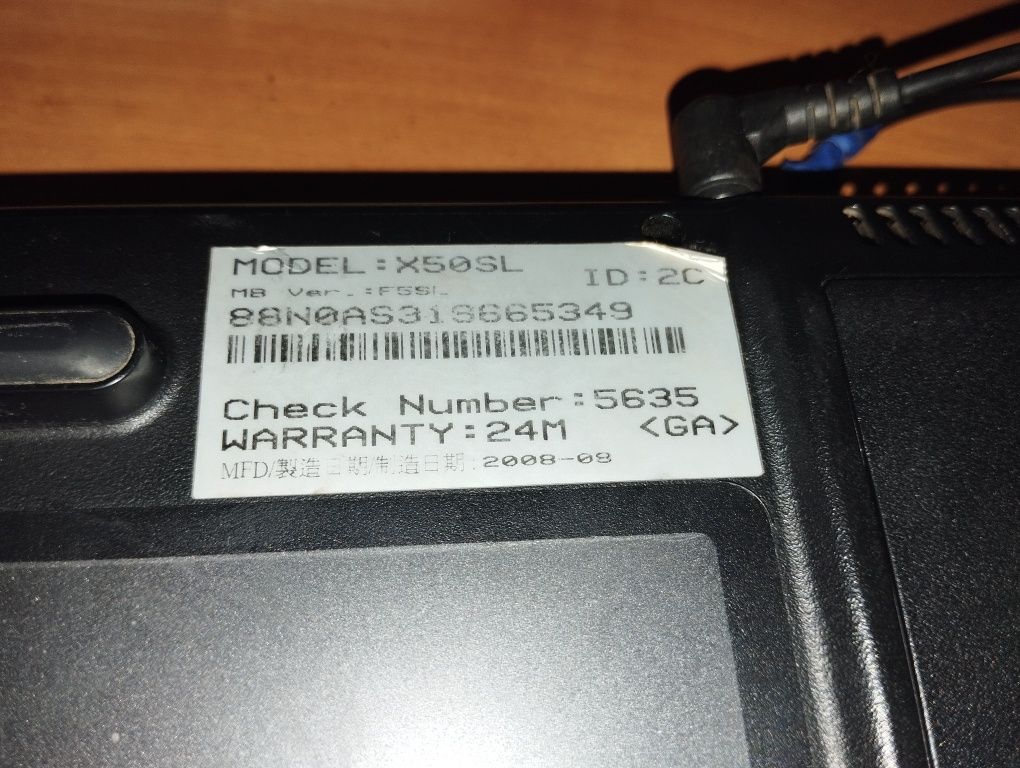 MODEL:X50SL
ID:2C
MB Ver.:F5SL
88N0AS31S665349
Check Number:5635
WARRANTY:24M <GA>
MFD/製造日期/制造日期:2008-08